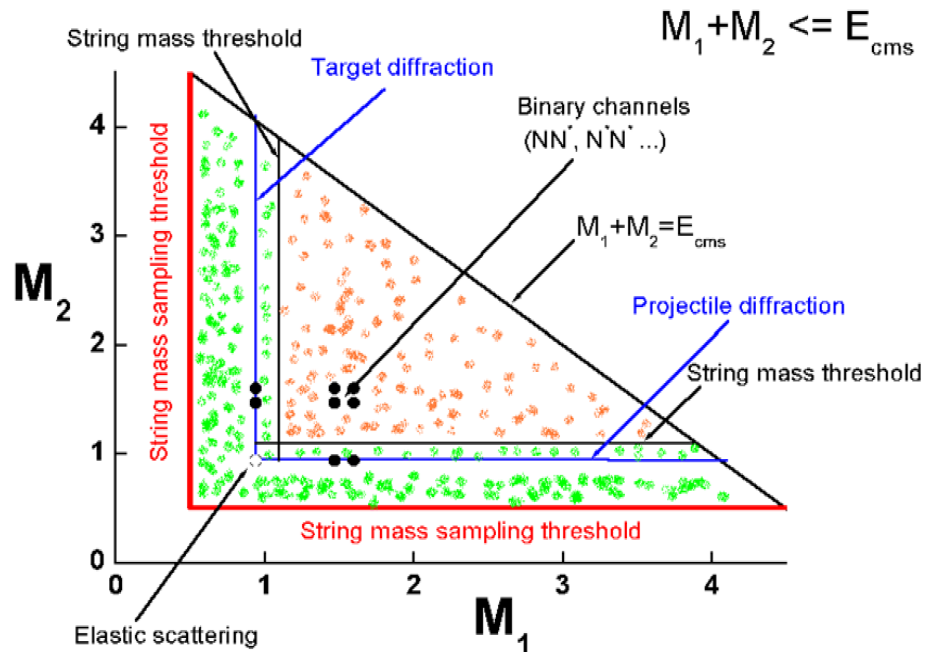 M₁+M₂ <= E_cms
String mass threshold
Target diffraction
Binary channels
(NN*, N*N* ...)
M₁+M₂=E_cms
Projectile diffraction
String mass threshold
String mass sampling threshold
M₂
4
3
2
1
0
String mass sampling threshold
0
1
2
3
4
Elastic scattering
M₁